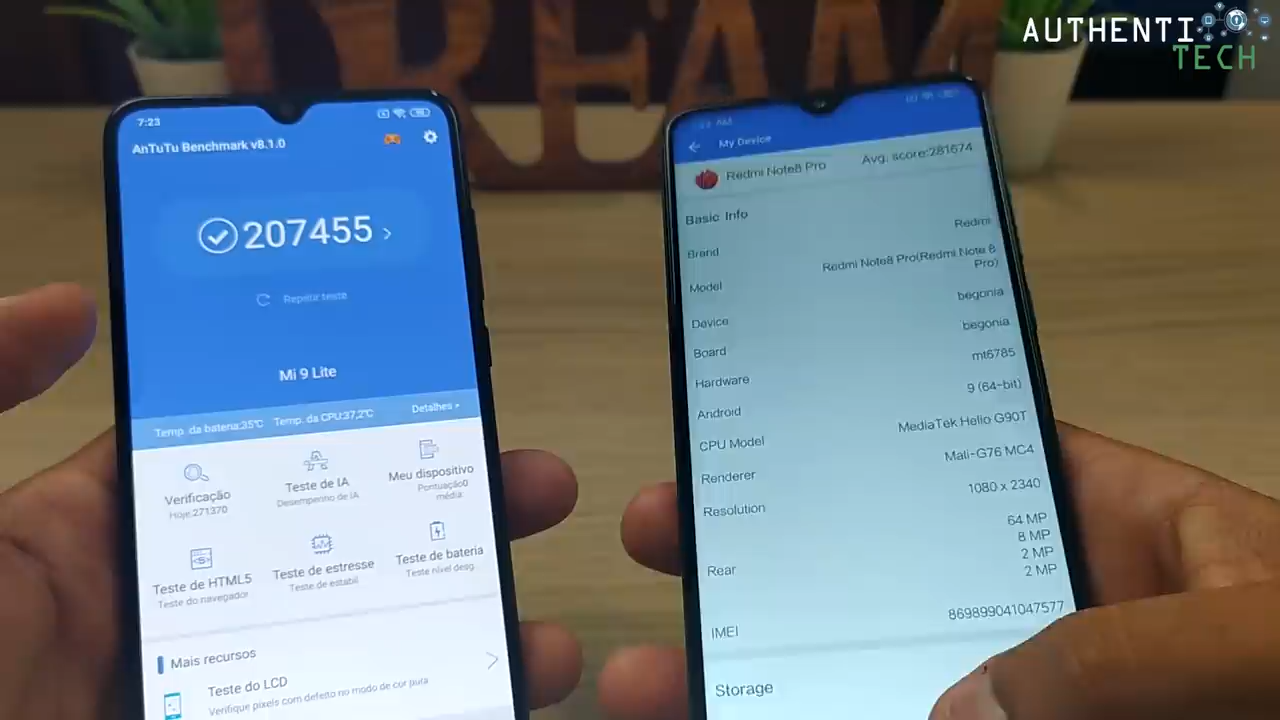 AUTHENTI
TECH
DREAM
7:23
AnTuTu Benchmark v8.1.0
207455
Repetir teste
Mi 9 Lite
Temp. da bateria:35°C Temp. da CPU:37,2°C Detalhes
Verificação
Hoje:271370
Teste de IA
Desempenho de IA
Meu dispositivo
Pontuação0
média:
Teste de HTML5
Teste do navegador
Teste de estresse
Teste de estabil.
Teste de bateria
Teste nível desg.
Mais recursos
Teste do LCD
Verifique pixels com defeito no modo de cor pura
My Device
Redmi Note8 Pro Avg. score:281674
Basic Info
Brand Redmi
Model Redmi Note8 Pro(Redmi Note 8
Pro)
Device begonia
Board begonia
Hardware mt6785
Android 9 (64-bit)
CPU Model MediaTek Helio G90T
Renderer Mali-G76 MC4
Resolution 1080 x 2340
Rear 64 MP
8 MP
2 MP
2 MP
IMEI 869899041047577
Storage